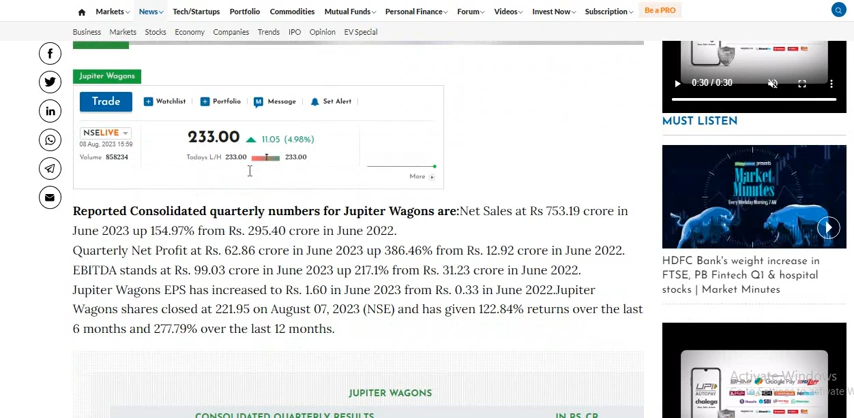 Markets News Tech/Startups Portfolio Commodities Mutual Funds Personal Finance Forum Videos Invest Now Subscription Be a PRO
Business Markets Stocks Economy Companies Trends IPO Opinion EV Special
Jupiter Wagons
Trade Watchlist Portfolio Message Set Alert
NSELIVE
08 Aug, 2023 15:59
Volume 858234
233.00 11.05 (4.98%)
Todays L/H 233.00 233.00
More
Reported Consolidated quarterly numbers for Jupiter Wagons are:Net Sales at Rs 753.19 crore in
June 2023 up 154.97% from Rs. 295.40 crore in June 2022.
Quarterly Net Profit at Rs. 62.86 crore in June 2023 up 386.46% from Rs. 12.92 crore in June 2022.
EBITDA stands at Rs. 99.03 crore in June 2023 up 217.1% from Rs. 31.23 crore in June 2022.
Jupiter Wagons EPS has increased to Rs. 1.60 in June 2023 from Rs. 0.33 in June 2022.Jupiter
Wagons shares closed at 221.95 on August 07, 2023 (NSE) and has given 122.84% returns over the last
6 months and 277.79% over the last 12 months.
JUPITER WAGONS
CONSOLIDATED QUARTERLY RESULTS IN RS. CR.
0:30 / 0:30
MUST LISTEN
presents
Market
Minutes
HDFC Bank's weight increase in
FTSE, PB Fintech Q1 & hospital
stocks | Market Minutes
UPI
AUTOPAY
chalega
Google Pay
Activate Windows